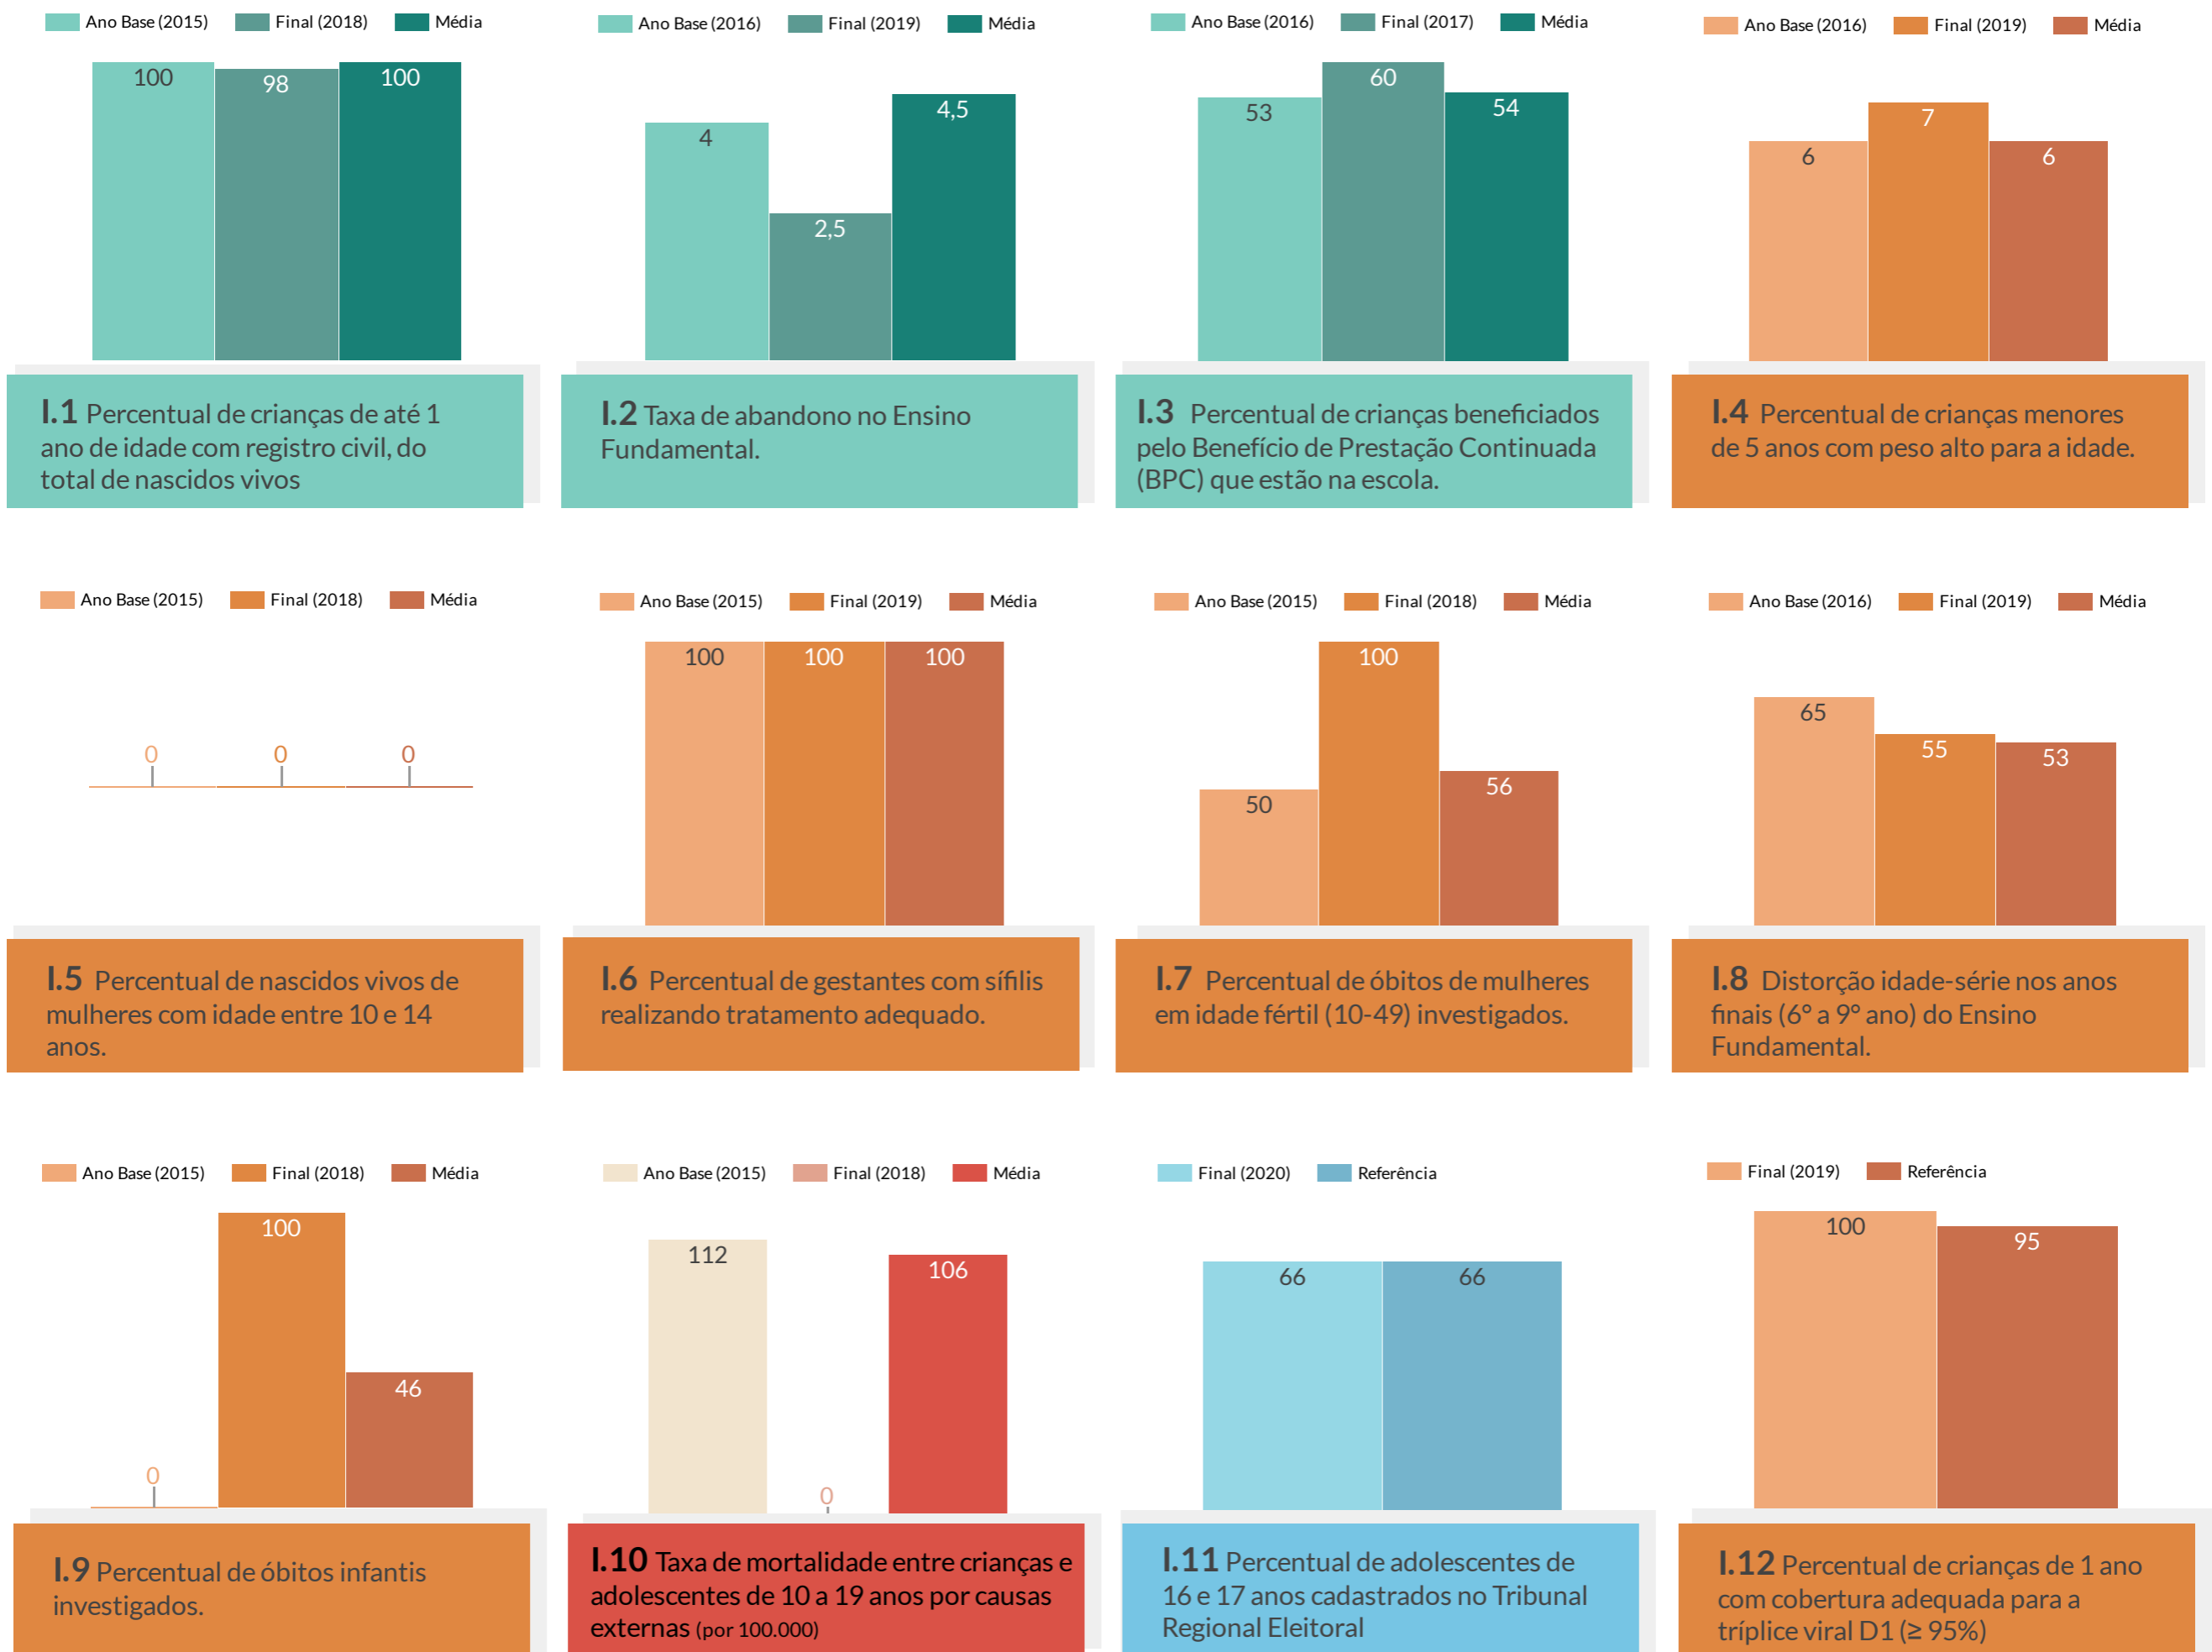 Ano Base (2015) Final (2018) Média
100 98 100
I.1 Percentual de crianças de até 1
ano de idade com registro civil, do
total de nascidos vivos
Ano Base (2016) Final (2019) Média
4 2,5 4,5
I.2 Taxa de abandono no Ensino
Fundamental.
Ano Base (2016) Final (2017) Média
53 60 54
I.3 Percentual de crianças beneficiados
pelo Benefício de Prestação Continuada
(BPC) que estão na escola.
Ano Base (2016) Final (2019) Média
6 7 6
I.4 Percentual de crianças menores
de 5 anos com peso alto para a idade.
Ano Base (2015) Final (2018) Média
0 0 0
I.5 Percentual de nascidos vivos de
mulheres com idade entre 10 e 14
anos.
Ano Base (2015) Final (2019) Média
100 100 100
I.6 Percentual de gestantes com sífilis
realizando tratamento adequado.
Ano Base (2015) Final (2018) Média
50 100 56
I.7 Percentual de óbitos de mulheres
em idade fértil (10-49) investigados.
Ano Base (2016) Final (2019) Média
65 55 53
I.8 Distorção idade-série nos anos
finais (6° a 9° ano) do Ensino
Fundamental.
Ano Base (2015) Final (2018) Média
0 100 46
I.9 Percentual de óbitos infantis
investigados.
Ano Base (2015) Final (2018) Média
112 0 106
I.10 Taxa de mortalidade entre crianças e
adolescentes de 10 a 19 anos por causas
externas (por 100.000)
Final (2020) Referência
66 66
I.11 Percentual de adolescentes de
16 e 17 anos cadastrados no Tribunal
Regional Eleitoral
Final (2019) Referência
100 95
I.12 Percentual de crianças de 1 ano
com cobertura adequada para a
tríplice viral D1 (≥ 95%)